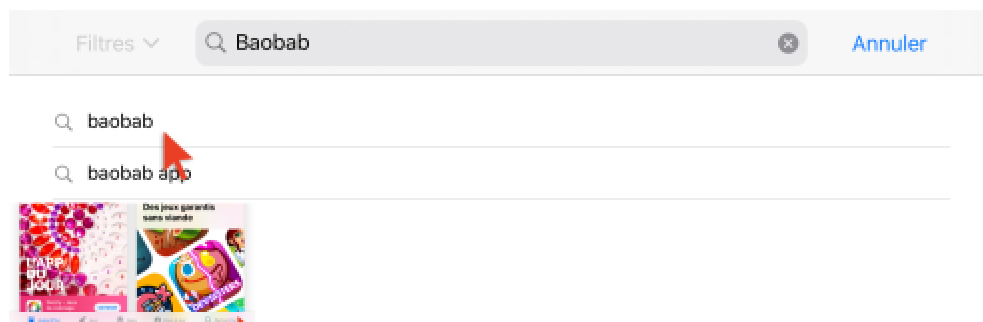 Filtres Baobab Annuler
baobab
baobab app
Des jeux garantis
sans viande
L'APP
DU
JOUR